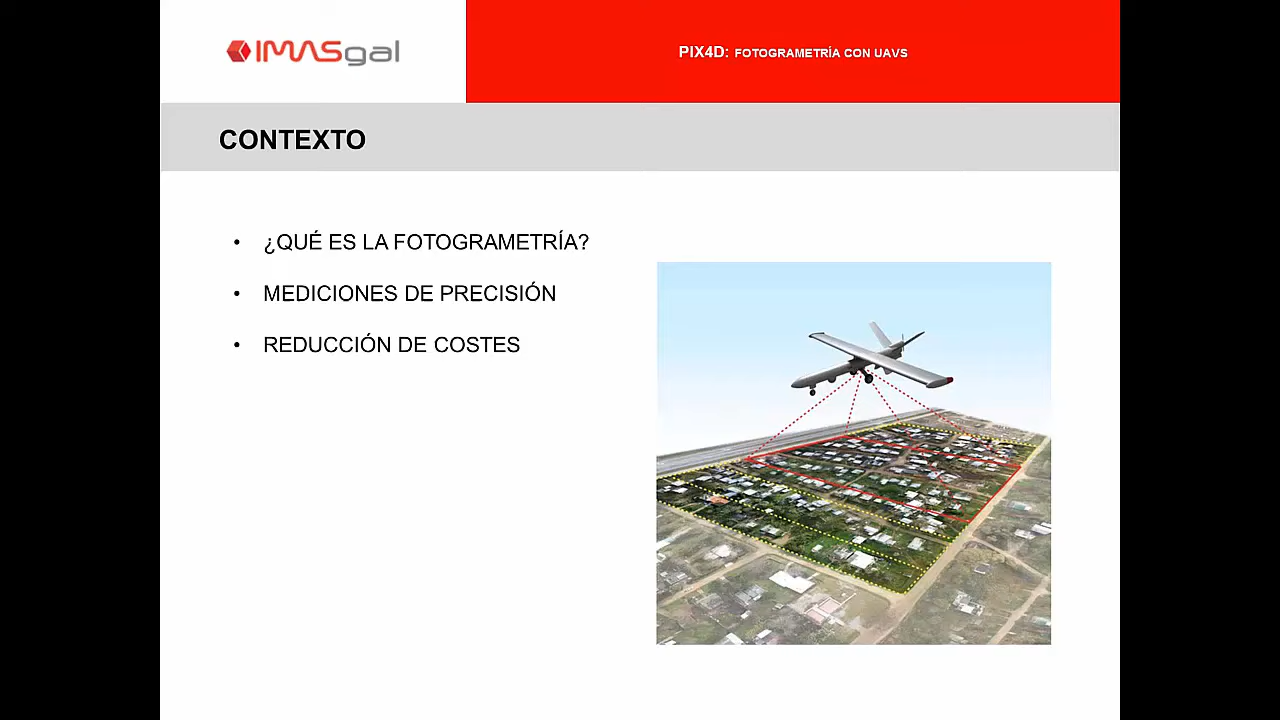 IMASgal
PIX4D: FOTOGRAMETRÍA CON UAVS
CONTEXTO
• ¿QUÉ ES LA FOTOGRAMETRÍA?
• MEDICIONES DE PRECISIÓN
• REDUCCIÓN DE COSTES